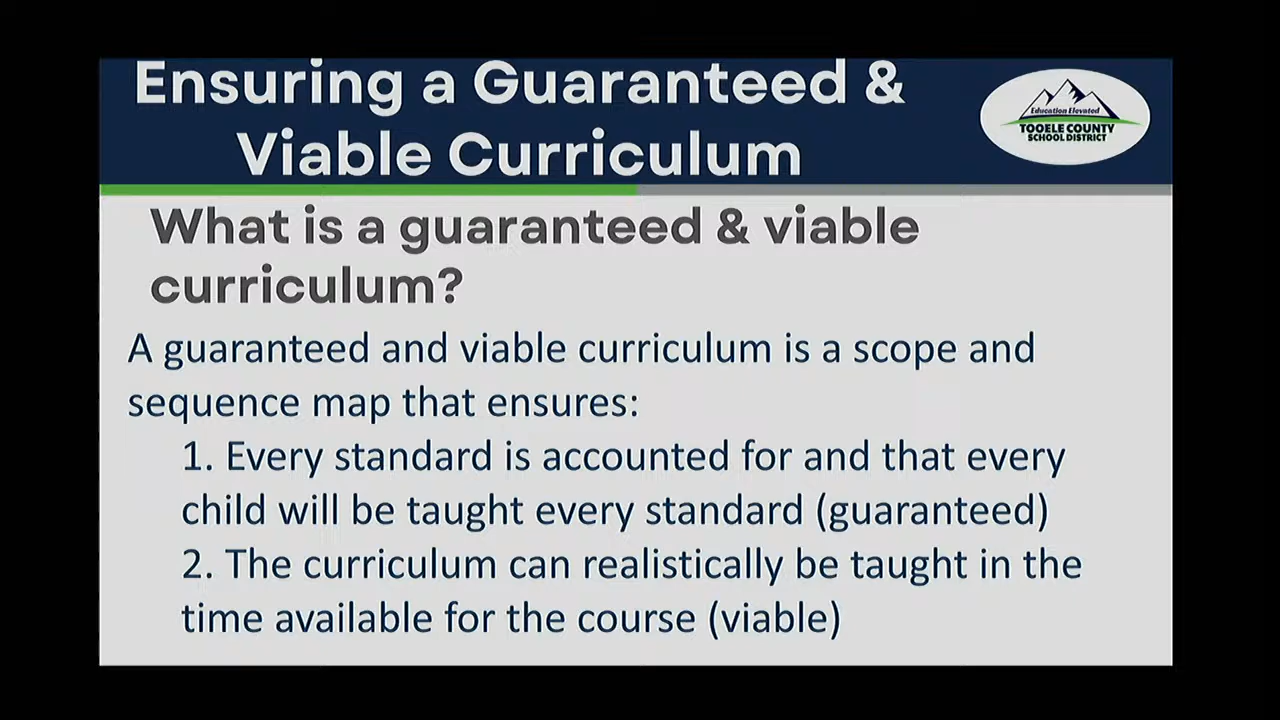 Ensuring a Guaranteed &
Viable Curriculum
Education Elevated
TOOELE COUNTY
SCHOOL DISTRICT
What is a guaranteed & viable
curriculum?
A guaranteed and viable curriculum is a scope and
sequence map that ensures:
1. Every standard is accounted for and that every
child will be taught every standard (guaranteed)
2. The curriculum can realistically be taught in the
time available for the course (viable)